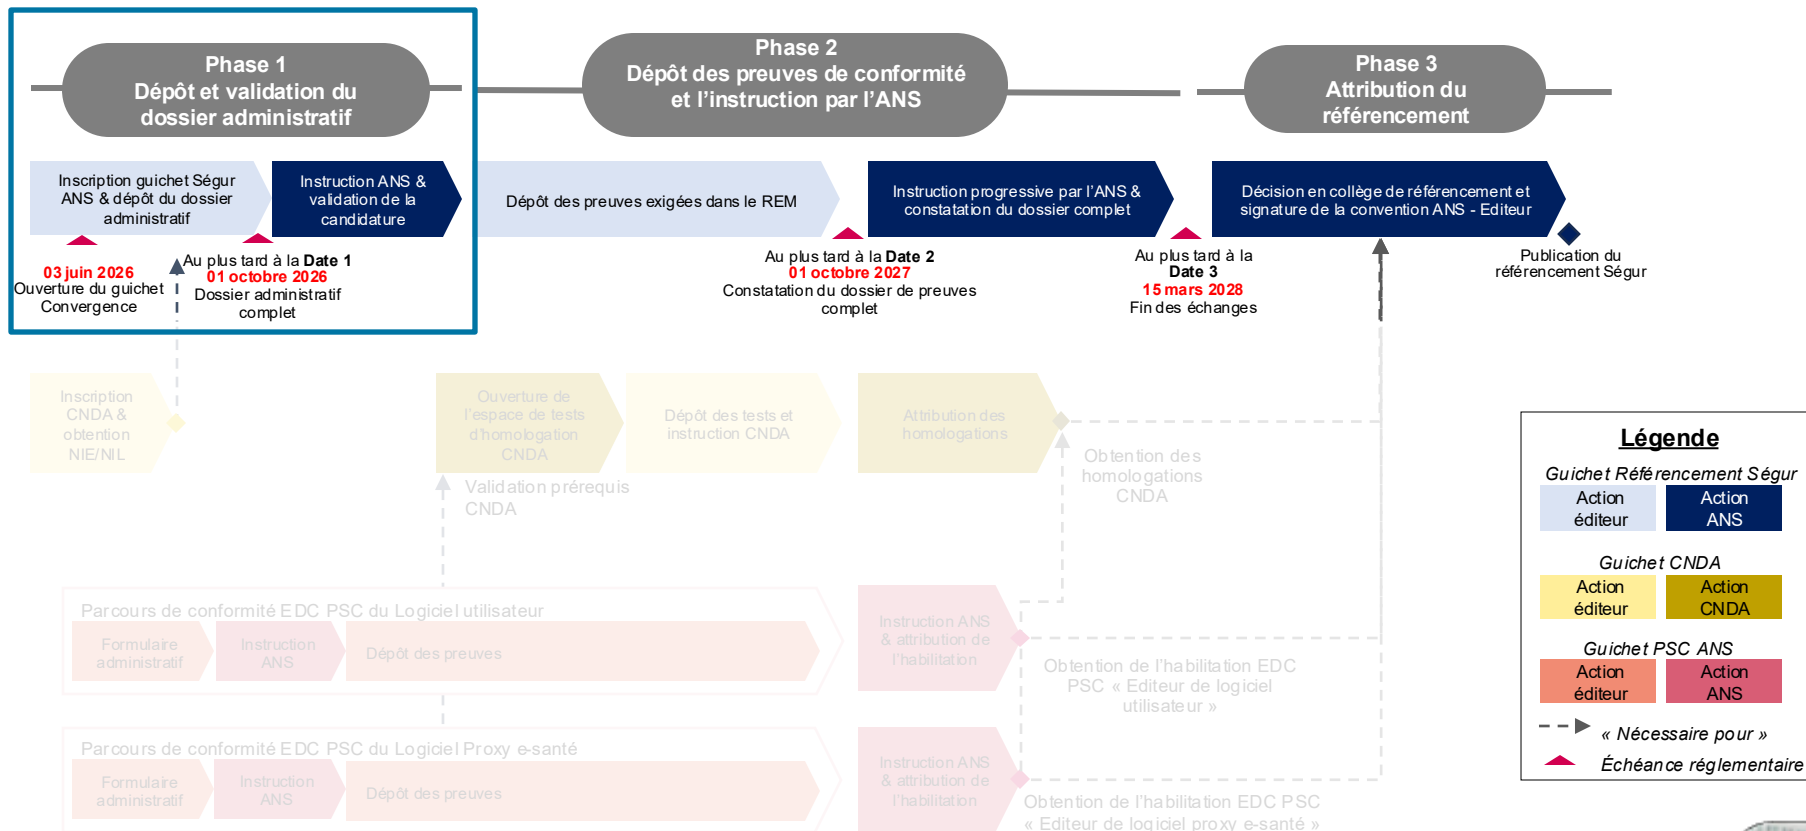 Phase 1
Dépôt et validation du
dossier administratif
Phase 2
Dépôt des preuves de conformité
et l'instruction par l'ANS
Phase 3
Attribution du
référencement
Inscription guichet Ségur
ANS & dépôt du dossier
administratif
Instruction ANS &
validation de la
candidature
Dépôt des preuves exigées dans le REM
Instruction progressive par l'ANS &
constatation du dossier complet
Décision en collège de référencement et
signature de la convention ANS - Editeur
03 juin 2026
Ouverture du guichet
Convergence
Au plus tard à la Date 1
01 octobre 2026
Dossier administratif
complet
Au plus tard à la Date 2
01 octobre 2027
Constatation du dossier de preuves
complet
Au plus tard à la
Date 3
15 mars 2028
Fin des échanges
Publication du
référencement Ségur
Inscription
CNDA &
obtention
NIE/NIL
Ouverture de
l'espace de tests
d'homologation
CNDA
Dépôt des tests et
instruction CNDA
Attribution des
homologations
Validation prérequis
CNDA
Obtention des
homologations
CNDA
Parcours de conformité EDC PSC du Logiciel utilisateur
Formulaire
administratif
Instruction
ANS
Dépôt des preuves
Instruction ANS
& attribution de
l'habilitation
Obtention de l'habilitation EDC
PSC « Editeur de logiciel
utilisateur »
Parcours de conformité EDC PSC du Logiciel Proxy e-santé
Formulaire
administratif
Instruction
ANS
Dépôt des preuves
Instruction ANS
& attribution de
l'habilitation
Obtention de l'habilitation EDC PSC
« Editeur de logiciel proxy e-santé »
Légende
Guichet Référencement Ségur
Action
éditeur
Action
ANS
Guichet CNDA
Action
éditeur
Action
CNDA
Guichet PSC ANS
Action
éditeur
Action
ANS
« Nécessaire pour »
Échéance réglementaire